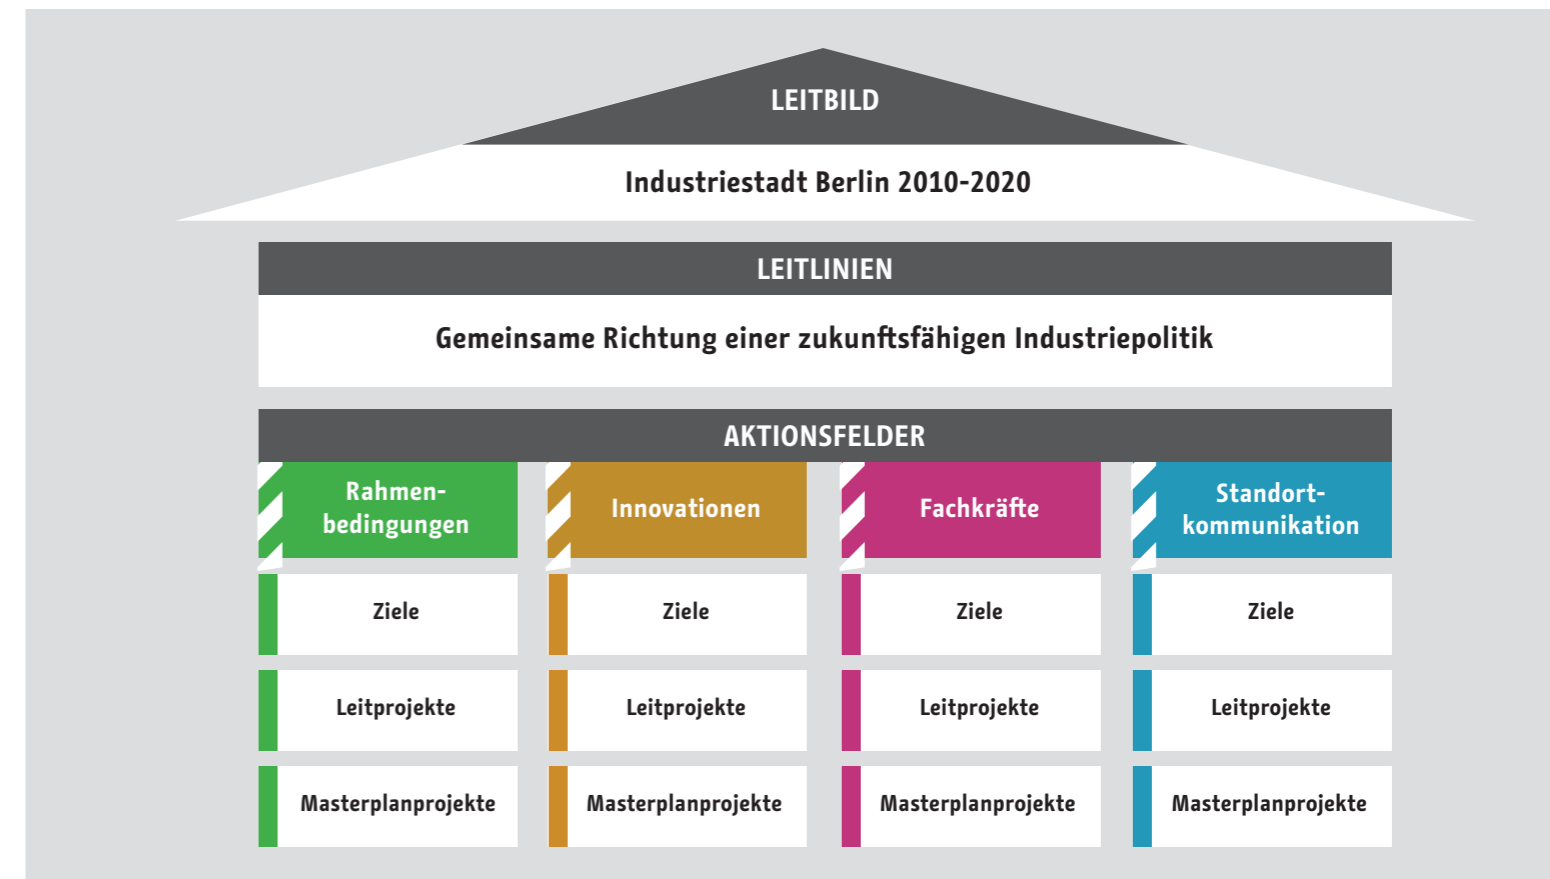 LEITBILD
Industriestadt Berlin 2010-2020
LEITLINIEN
Gemeinsame Richtung einer zukunftsfähigen Industriepolitik
AKTIONSFELDER
Rahmen-
bedingungen
Innovationen
Fachkräfte
Standort-
kommunikation
Ziele
Ziele
Ziele
Ziele
Leitprojekte
Leitprojekte
Leitprojekte
Leitprojekte
Masterplanprojekte
Masterplanprojekte
Masterplanprojekte
Masterplanprojekte